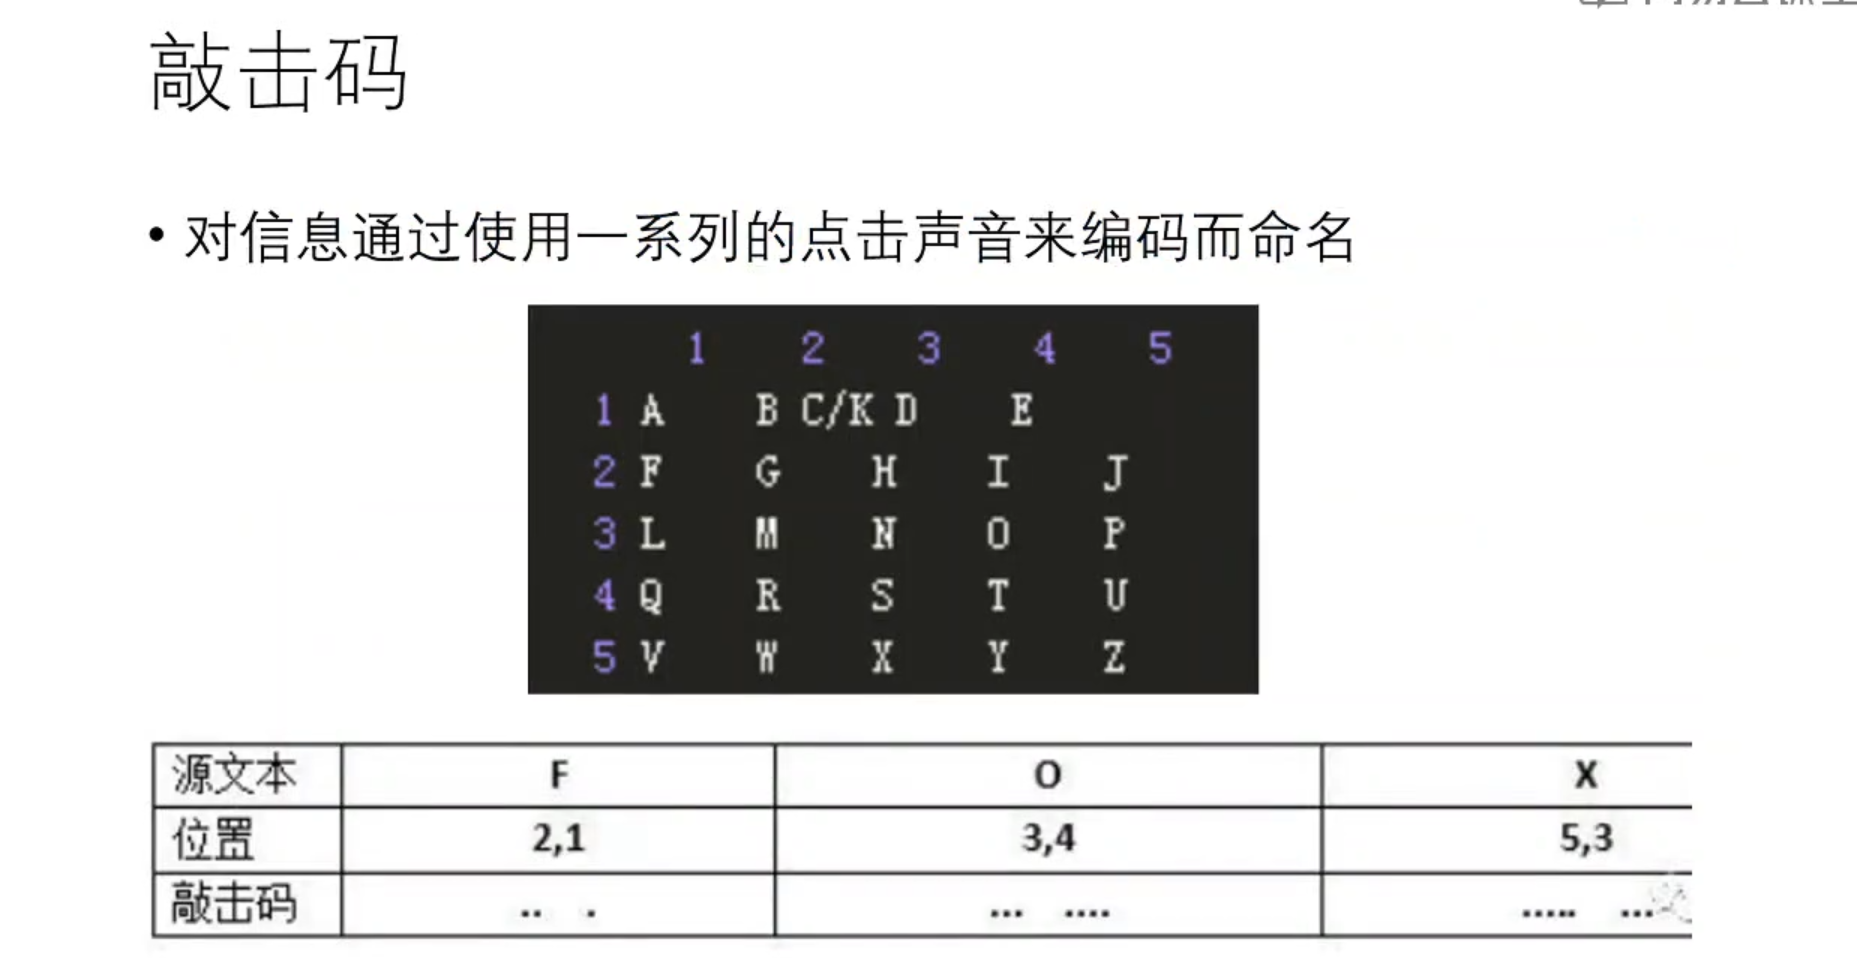 敲击码
• 对信息通过使用一系列的点击声音来编码而命名
1 2 3 4 5
1 A B C/K D E
2 F G H I J
3 L M N O P
4 Q R S T U
5 V W X Y Z
源文本 F O X
位置 2,1 3,4 5,3
敲击码 .. . ... .... ..... ...